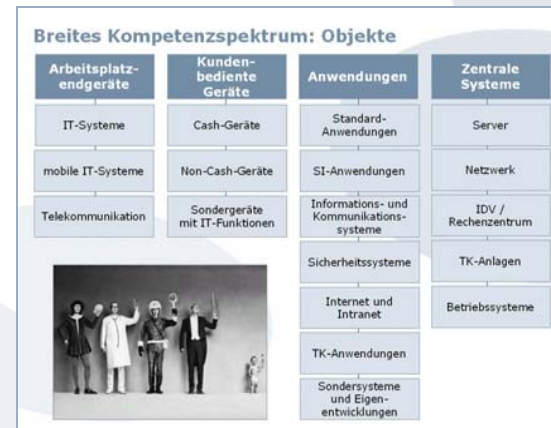 Breites Kompetenzspektrum: Objekte
Arbeitsplatz-
endgeräte
IT-Systeme
mobile IT-Systeme
Telekommunikation
Kunden-
bediente
Geräte
Cash-Geräte
Non-Cash-Geräte
Sondergeräte
mit IT-Funktionen
Anwendungen
Standard-
Anwendungen
SI-Anwendungen
Informations- und
Kommunikations-
systeme
Sicherheitssysteme
Internet und
Intranet
TK-Anwendungen
Sondersysteme
und Eigen-
entwicklungen
Zentrale
Systeme
Server
Netzwerk
IDV /
Rechenzentrum
TK-Anlagen
Betriebssysteme